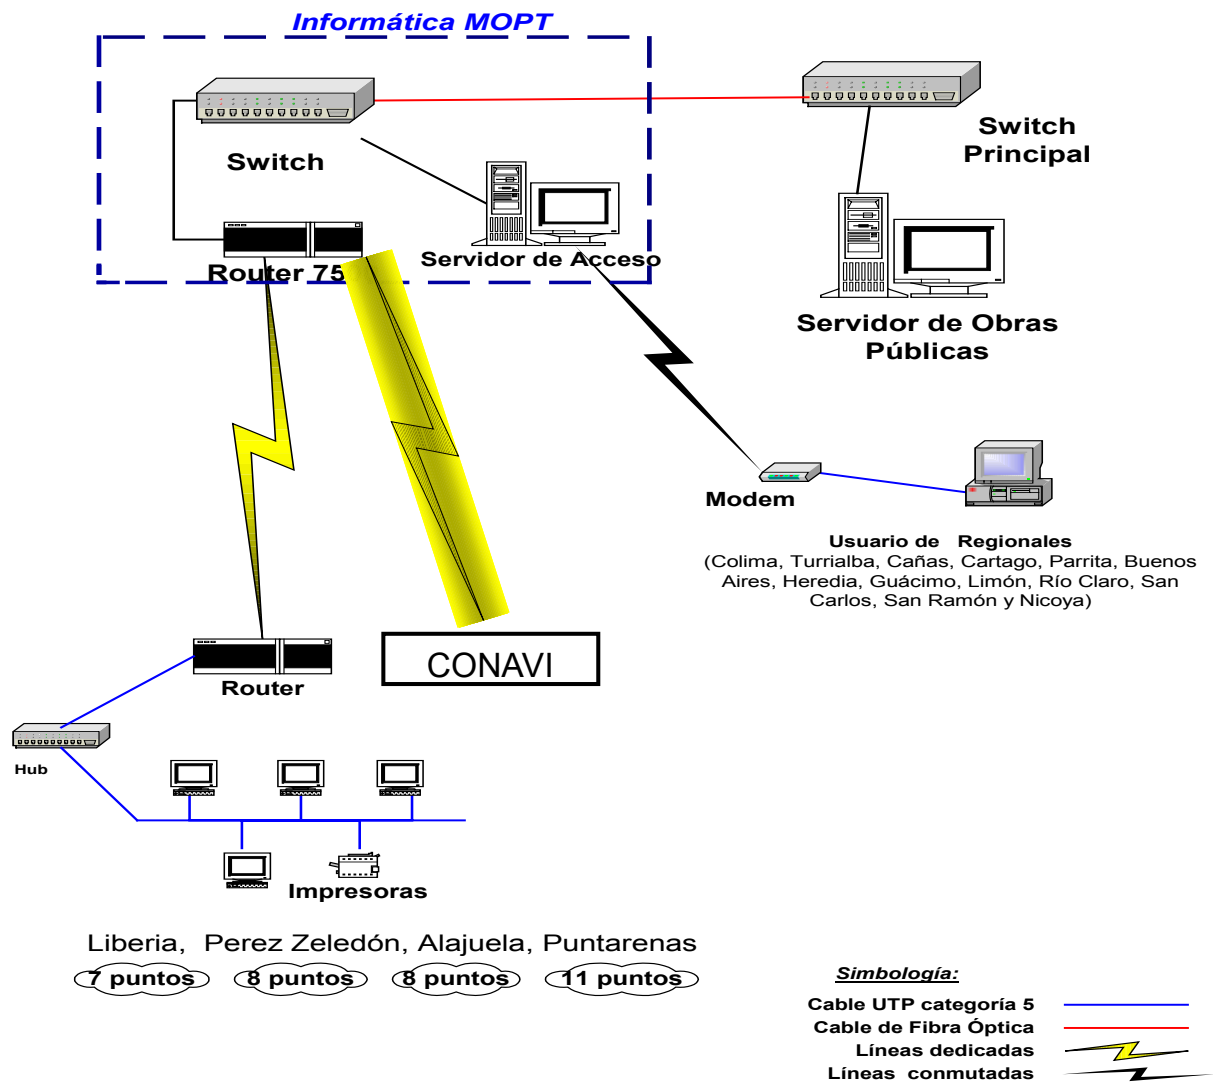 Informática MOPT
Switch
Switch
Principal
Router 75
Servidor de Acceso
Servidor de Obras
Públicas
Modem
Usuario de Regionales
(Colima, Turrialba, Cañas, Cartago, Parrita, Buenos
Aires, Heredia, Guácimo, Limón, Río Claro, San
Carlos, San Ramón y Nicoya)
Router
CONAVI
Hub
Impresoras
Liberia, Perez Zeledón, Alajuela, Puntarenas
7 puntos 8 puntos 8 puntos 11 puntos
Simbología:
Cable UTP categoría 5
Cable de Fibra Óptica
Líneas dedicadas
Líneas conmutadas